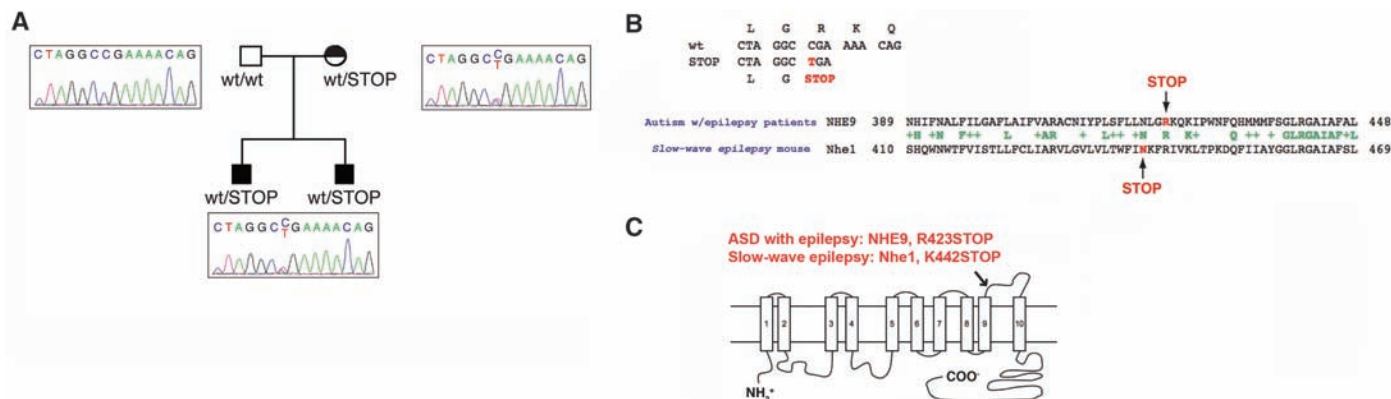 A
CTAGGCCGAAAACAG
wt/wt
wt/STOP
CTAGGCCGAAAACAG
T
wt/STOP
wt/STOP
CTAGGCCGAAAACAG
T
B
L G R K Q
wt CTA GGC CGA AAA CAG
STOP CTA GGC TGA
L G STOP
STOP
Autism w/epilepsy patients NHE9 389 NHIFNALFILGAFLAIFVARACNIYPLSFLLNLGRKQKIPWNFQHMMMFSGLRGAIAFAL 448
+H +N F++ L +AR + L++ +N R K+ Q ++ + GLRGAIAF+L
Slow-wave epilepsy mouse Nhe1 410 SHQWNWTFVISTLLFCLIARVLGVLVLTWFINKFRIVKLTPKDQFIIAYGGLRGAIAFSL 469
STOP
C
ASD with epilepsy: NHE9, R423STOP
Slow-wave epilepsy: Nhe1, K442STOP
1 2 3 4 5 6 7 8 9 10
COO-
NH3+